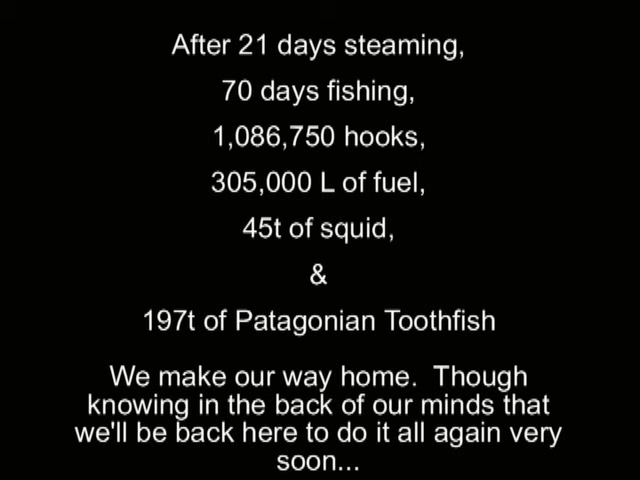 After 21 days steaming,
70 days fishing,
1,086,750 hooks,
305,000 L of fuel,
45t of squid,
&
197t of Patagonian Toothfish
We make our way home.  Though
knowing in the back of our minds that
we'll be back here to do it all again very
soon...